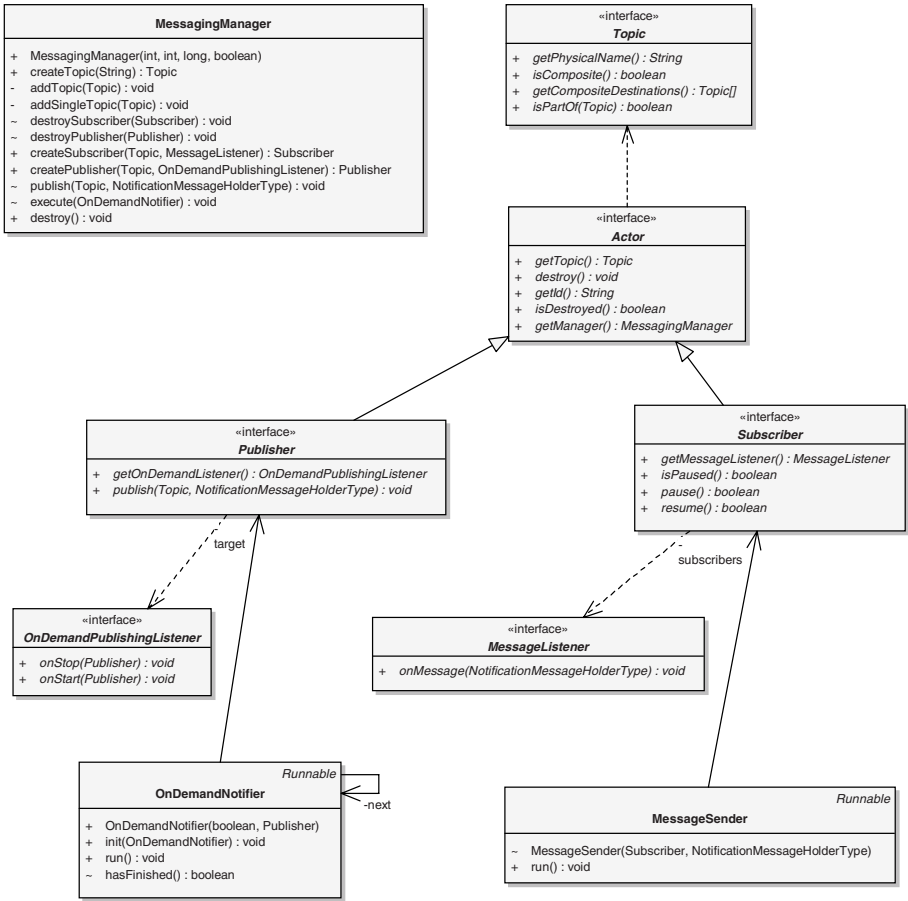 MessagingManager
+ MessagingManager(int, int, long, boolean)
+ createTopic(String) : Topic
- addTopic(Topic) : void
- addSingleTopic(Topic) : void
~ destroySubscriber(Subscriber) : void
~ destroyPublisher(Publisher) : void
+ createSubscriber(Topic, MessageListener) : Subscriber
+ createPublisher(Topic, OnDemandPublishingListener) : Publisher
~ publish(Topic, NotificationMessageHolderType) : void
~ execute(OnDemandNotifier) : void
+ destroy() : void
«interface»
Topic
+ getPhysicalName() : String
+ isComposite() : boolean
+ getCompositeDestinations() : Topic[]
+ isPartOf(Topic) : boolean
«interface»
Actor
+ getTopic() : Topic
+ destroy() : void
+ getId() : String
+ isDestroyed() : boolean
+ getManager() : MessagingManager
«interface»
Publisher
+ getOnDemandListener() : OnDemandPublishingListener
+ publish(Topic, NotificationMessageHolderType) : void
«interface»
Subscriber
+ getMessageListener() : MessageListener
+ isPaused() : boolean
+ pause() : boolean
+ resume() : boolean
-
target
-
subscribers
«interface»
OnDemandPublishingListener
+ onStop(Publisher) : void
+ onStart(Publisher) : void
«interface»
MessageListener
+ onMessage(NotificationMessageHolderType) : void
Runnable
OnDemandNotifier
+ OnDemandNotifier(boolean, Publisher)
+ init(OnDemandNotifier) : void
+ run() : void
~ hasFinished() : boolean
-next
Runnable
MessageSender
~ MessageSender(Subscriber, NotificationMessageHolderType)
+ run() : void